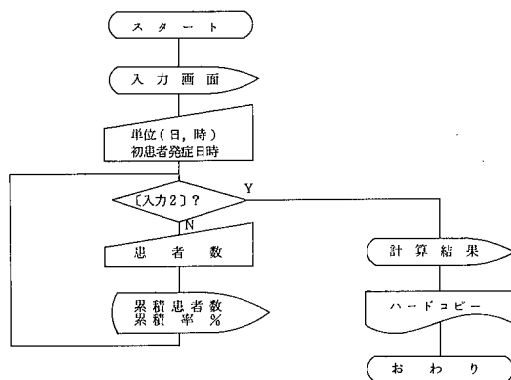 スタート
入力画面
単位(日,時)
初患者発症日時
〔入力2〕?
Y
N
患者数
計算結果
累積患者数
累積率%
ハードコピー
おわり